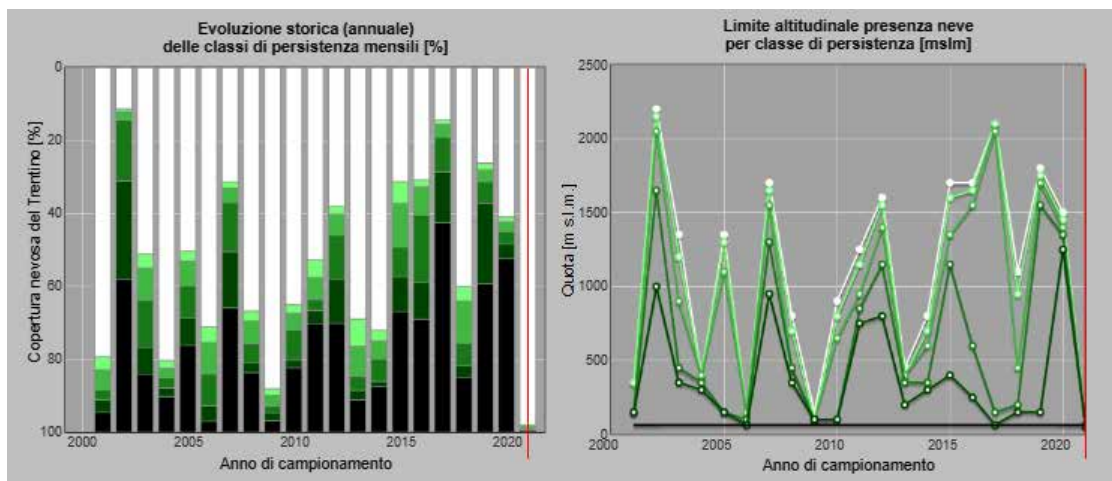 Evoluzione storica (annuale)
delle classi di persistenza mensili [%]
Copertura nevosa del Trentino [%]
0
20
40
60
80
100
2000
2005
2010
2015
2020
Anno di campionamento
Limite altitudinale presenza neve
per classe di persistenza [mslm]
Quota [m s.l.m.]
2500
2000
1500
1000
500
0
2000
2005
2010
2015
2020
Anno di campionamento